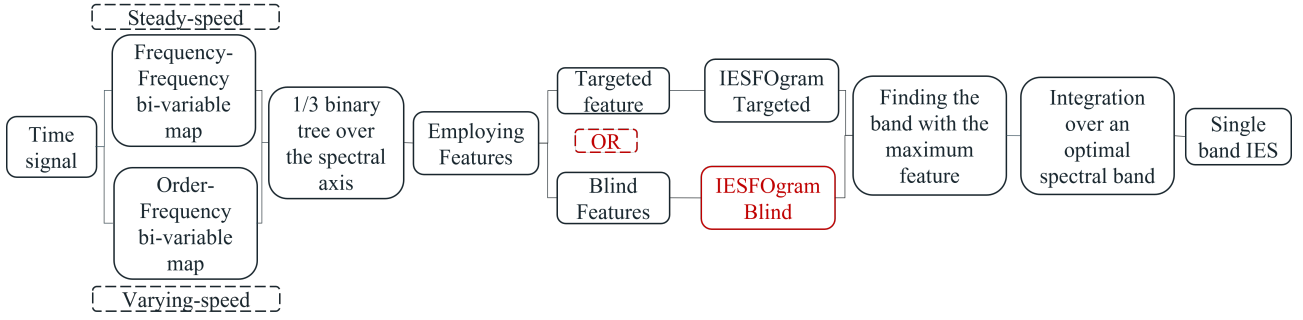 Steady-speed
Time
signal
Frequency-
Frequency
bi-variable
map
Order-
Frequency
bi-variable
map
Varying-speed
1/3 binary
tree over
the spectral
axis
Employing
Features
Targeted
feature
OR
Blind
Features
IESFOgram
Targeted
IESFOgram
Blind
Finding the
band with the
maximum
feature
Integration
over an
optimal
spectral band
Single
band IES